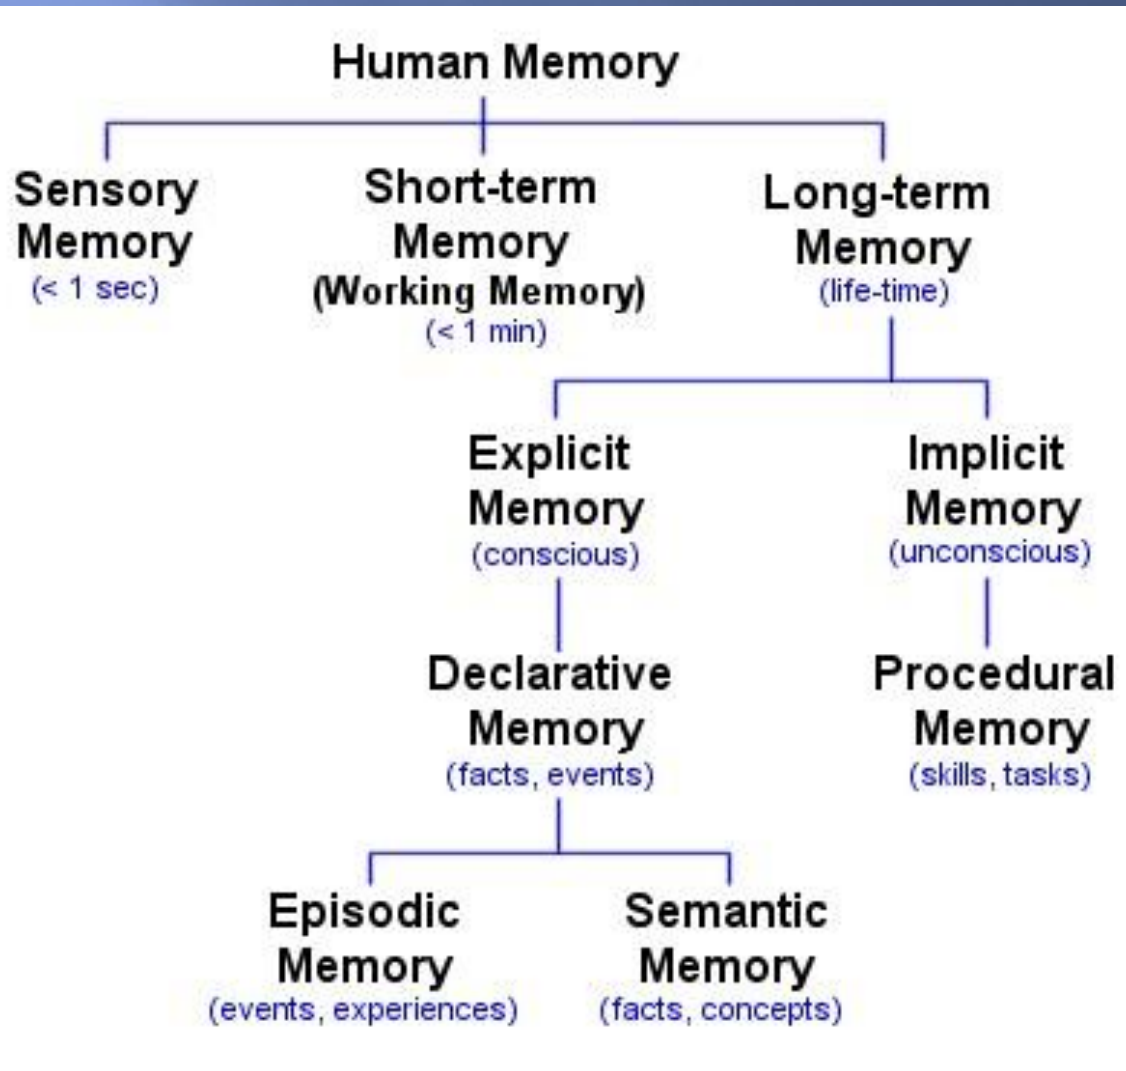 Human Memory
Sensory
Memory
(< 1 sec)
Short-term
Memory
(Working Memory)
(< 1 min)
Long-term
Memory
(life-time)
Explicit
Memory
(conscious)
Implicit
Memory
(unconscious)
Declarative
Memory
(facts, events)
Procedural
Memory
(skills, tasks)
Episodic
Memory
(events, experiences)
Semantic
Memory
(facts, concepts)